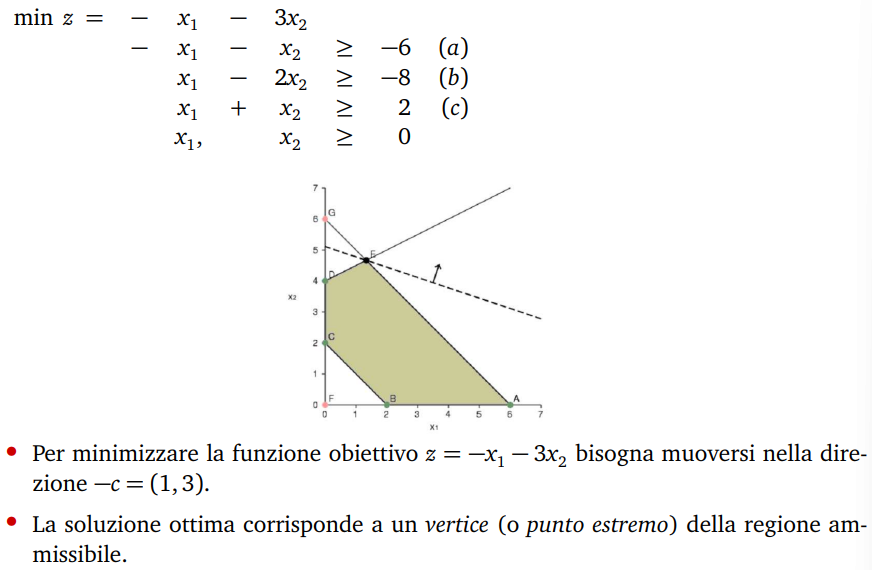 min z = − x₁ − 3x₂
− x₁ − x₂ ≥ −6 (a)
x₁ − 2x₂ ≥ −8 (b)
x₁ + x₂ ≥ 2 (c)
x₁, x₂ ≥ 0
7
6 G
5 E
4 D
x2
3
2 C
1
0 F B A
0 1 2 3 4 5 6 7
x1
• Per minimizzare la funzione obiettivo z = −x₁ − 3x₂ bisogna muoversi nella dire-
zione −c = (1, 3).
• La soluzione ottima corrisponde a un vertice (o punto estremo) della regione am-
missibile.